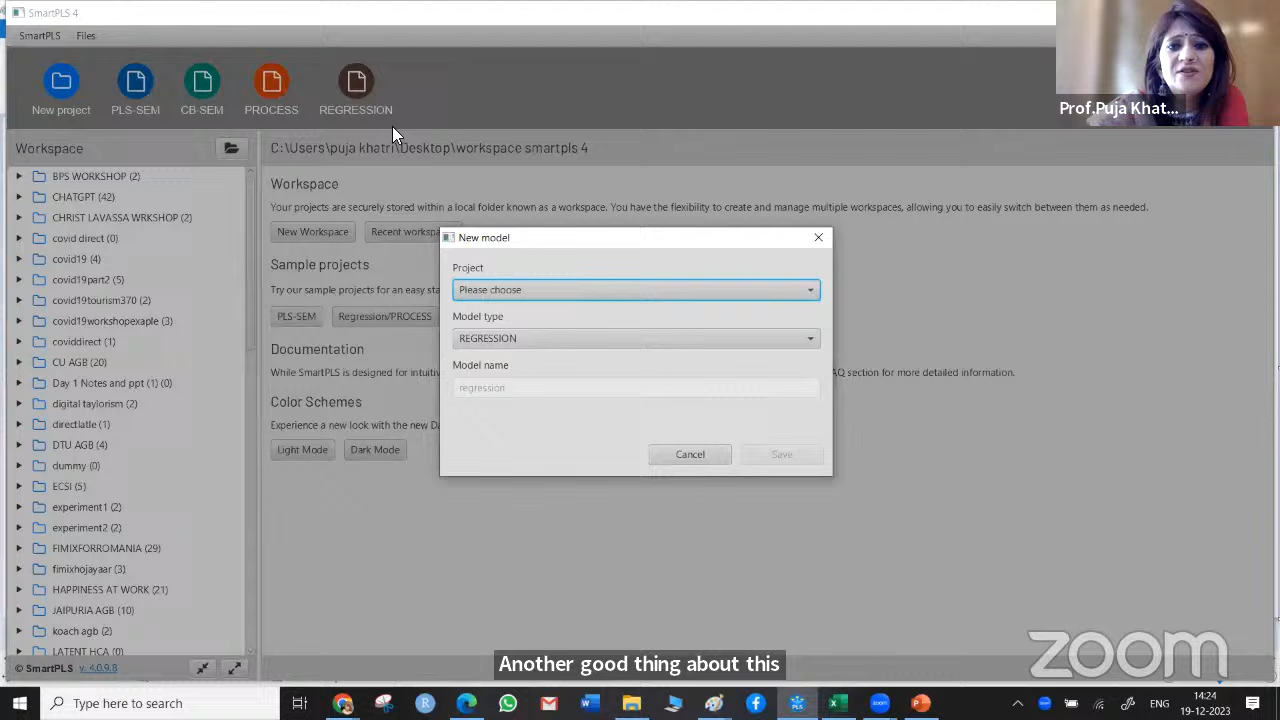 SmartPLS 4
SmartPLS Files
New project PLS-SEM CB-SEM PROCESS REGRESSION
Prof.Puja Khat...
Workspace
C:\Users\puja khatri\Desktop\workspace smartpls 4
BPS WORKSHOP (2)
CHATGPT (42)
CHRIST LAVASSA WRKSHOP (2)
covid direct (0)
covid19 (4)
covid19part2 (5)
covid19tourism370 (2)
covid19workshopexaple (3)
coviddirect (1)
CU AGB (20)
Day 1 Notes and ppt (1) (0)
digital taylorism (2)
directlatle (1)
DTU AGB (4)
dummy (0)
ECSI (5)
experiment1 (2)
experiment2 (2)
FIMIXFORROMANIA (29)
fimixhojayaar (3)
HAPPINESS AT WORK (21)
JAIPURIA AGB (10)
koach agb (2)
LATENT HCA (0)
© SmartPLS v. 4.0.9.8
Workspace
Your projects are securely stored within a local folder known as a workspace. You have the flexibility to create and manage multiple workspaces, allowing you to easily switch between them as needed.
New Workspace Recent workspa
Sample projects
Try our sample projects for an easy sta
PLS-SEM Regression/PROCESS
Documentation
While SmartPLS is designed for intuitiv AQ section for more detailed information.
Color Schemes
Experience a new look with the new Da
Light Mode Dark Mode
New model
Project
Please choose
Model type
REGRESSION
Model name
regression
Cancel Save
Another good thing about this
zoom
Type here to search
ENG
14:24
19-12-2023